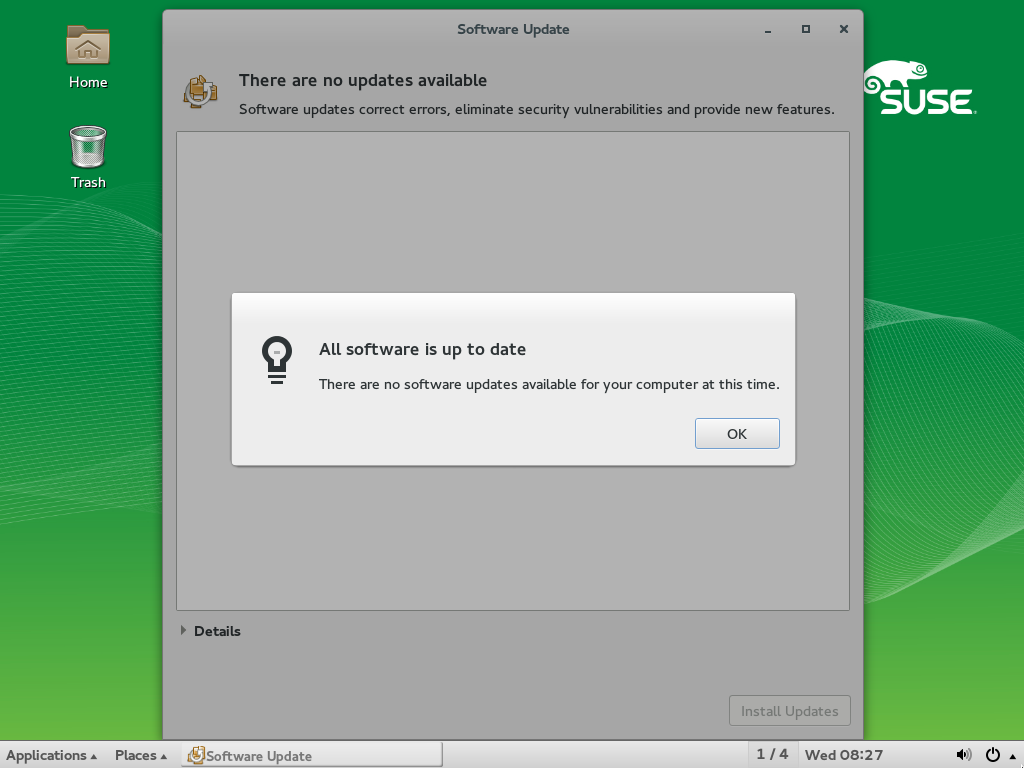 Software Update
Home
There are no updates available
Software updates correct errors, eliminate security vulnerabilities and provide new features.
SUSE
Trash
All software is up to date
There are no software updates available for your computer at this time.
OK
Details
Install Updates
Applications Places Software Update 1 / 4 Wed 08:27